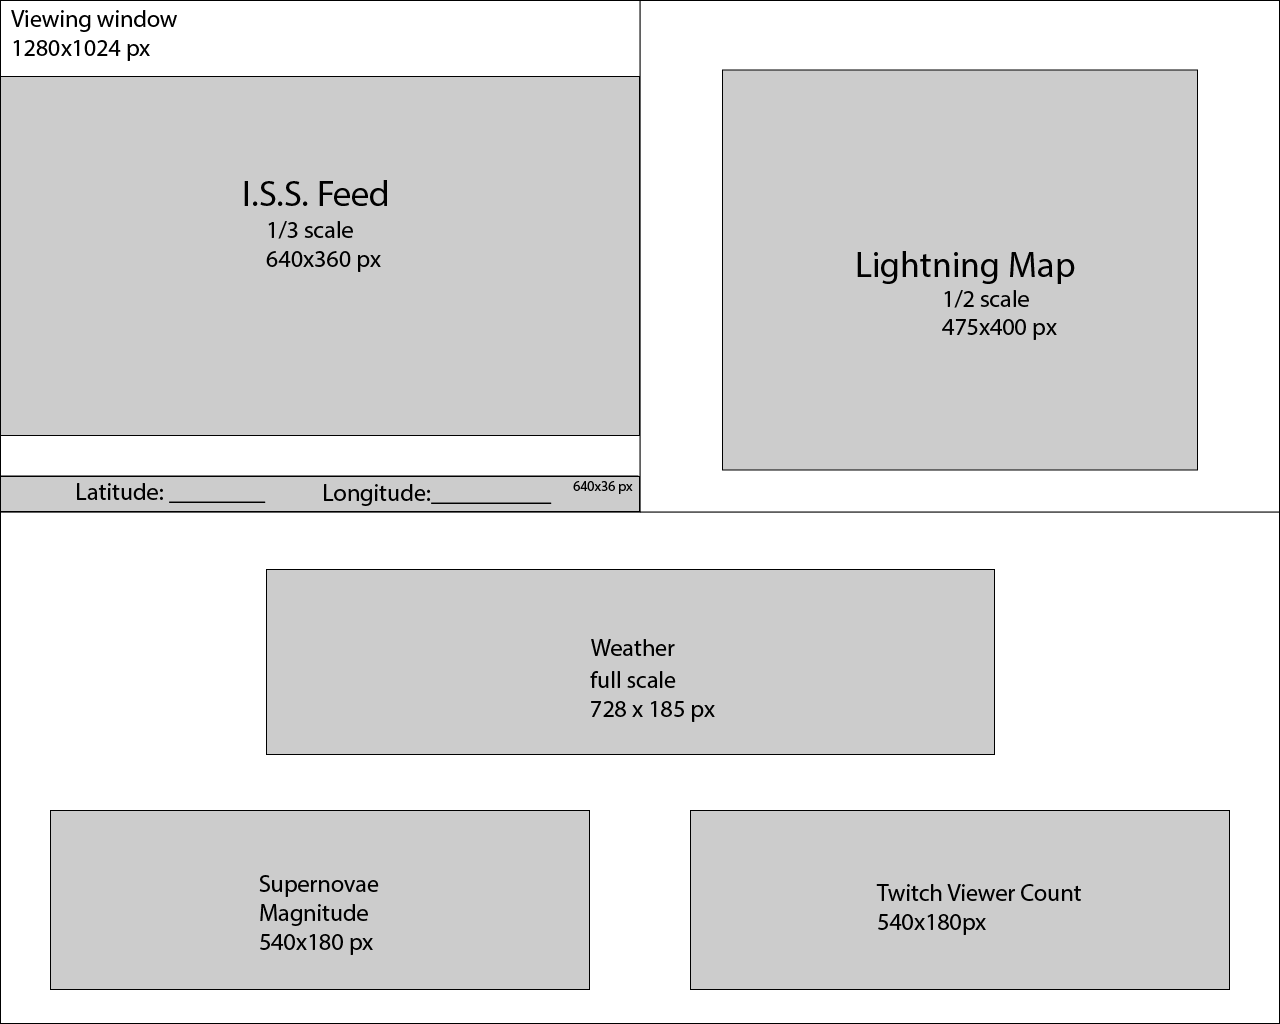 Viewing window
1280x1024 px
I.S.S. Feed
1/3 scale
640x360 px
Latitude: ________ Longitude:__________ 640x36 px
Lightning Map
1/2 scale
475x400 px
Weather
full scale
728 x 185 px
Supernovae
Magnitude
540x180 px
Twitch Viewer Count
540x180px